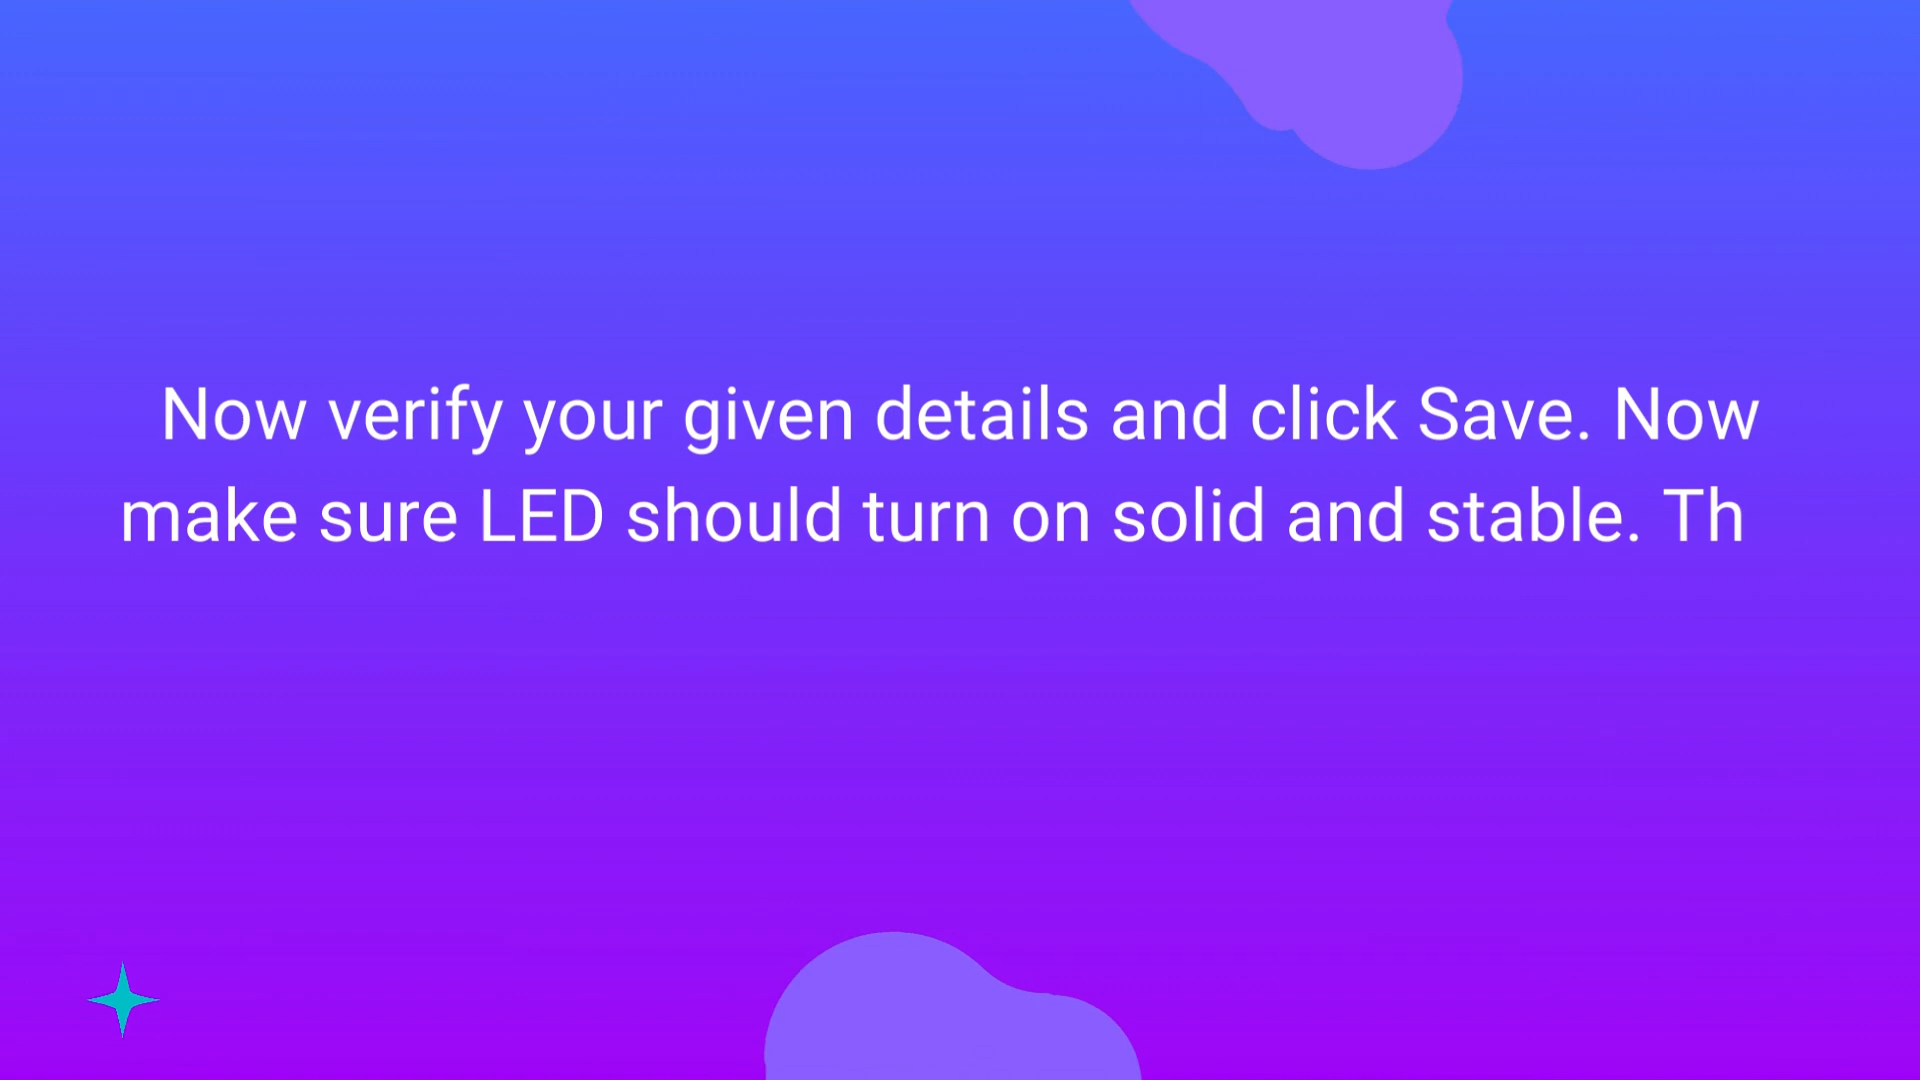 Now verify your given details and click Save. Now
make sure LED should turn on solid and stable. Th